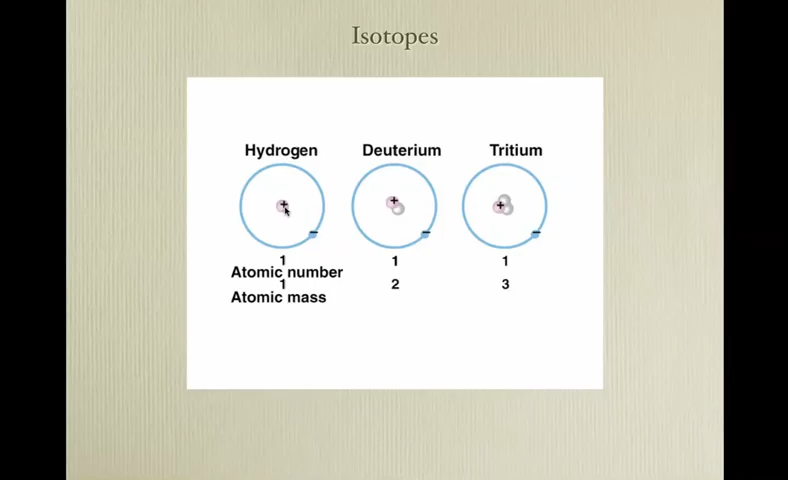 Isotopes
Hydrogen Deuterium Tritium
+ + +
− − −
1 1 1
Atomic number
1 2 3
Atomic mass